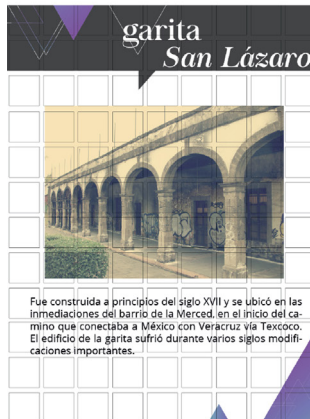 garita
San Lázaro
Fue construida a principios del siglo XVII y se ubicó en las
inmediaciones del barrio de la Merced, en el inicio del ca-
mino que conectaba a México con Veracruz vía Texcoco.
El edificio de la garita sufrió durante varios siglos modifi-
caciones importantes.